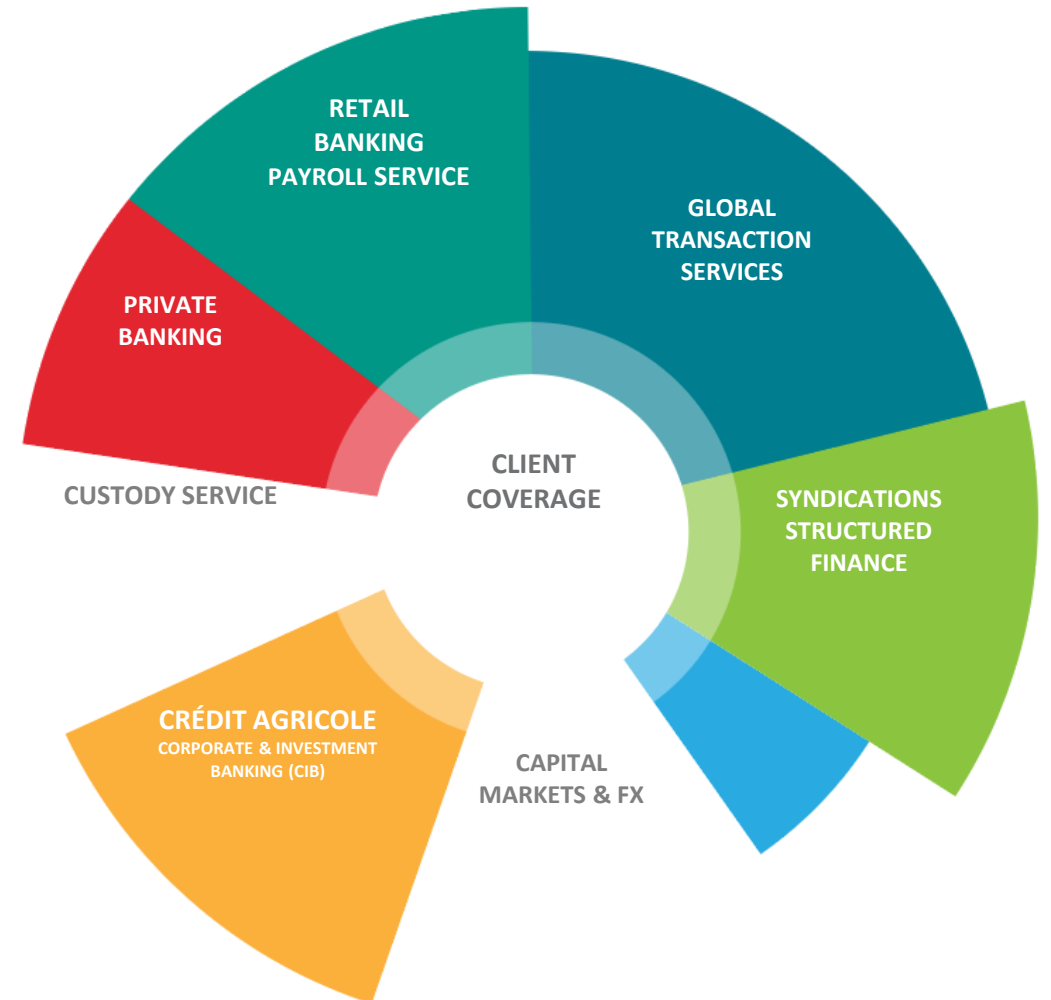 RETAIL
BANKING
PAYROLL SERVICE
GLOBAL
TRANSACTION
SERVICES
PRIVATE
BANKING
CLIENT
COVERAGE
CUSTODY SERVICE
SYNDICATIONS
STRUCTURED
FINANCE
CRÉDIT AGRICOLE
CORPORATE & INVESTMENT
BANKING (CIB)
CAPITAL
MARKETS & FX